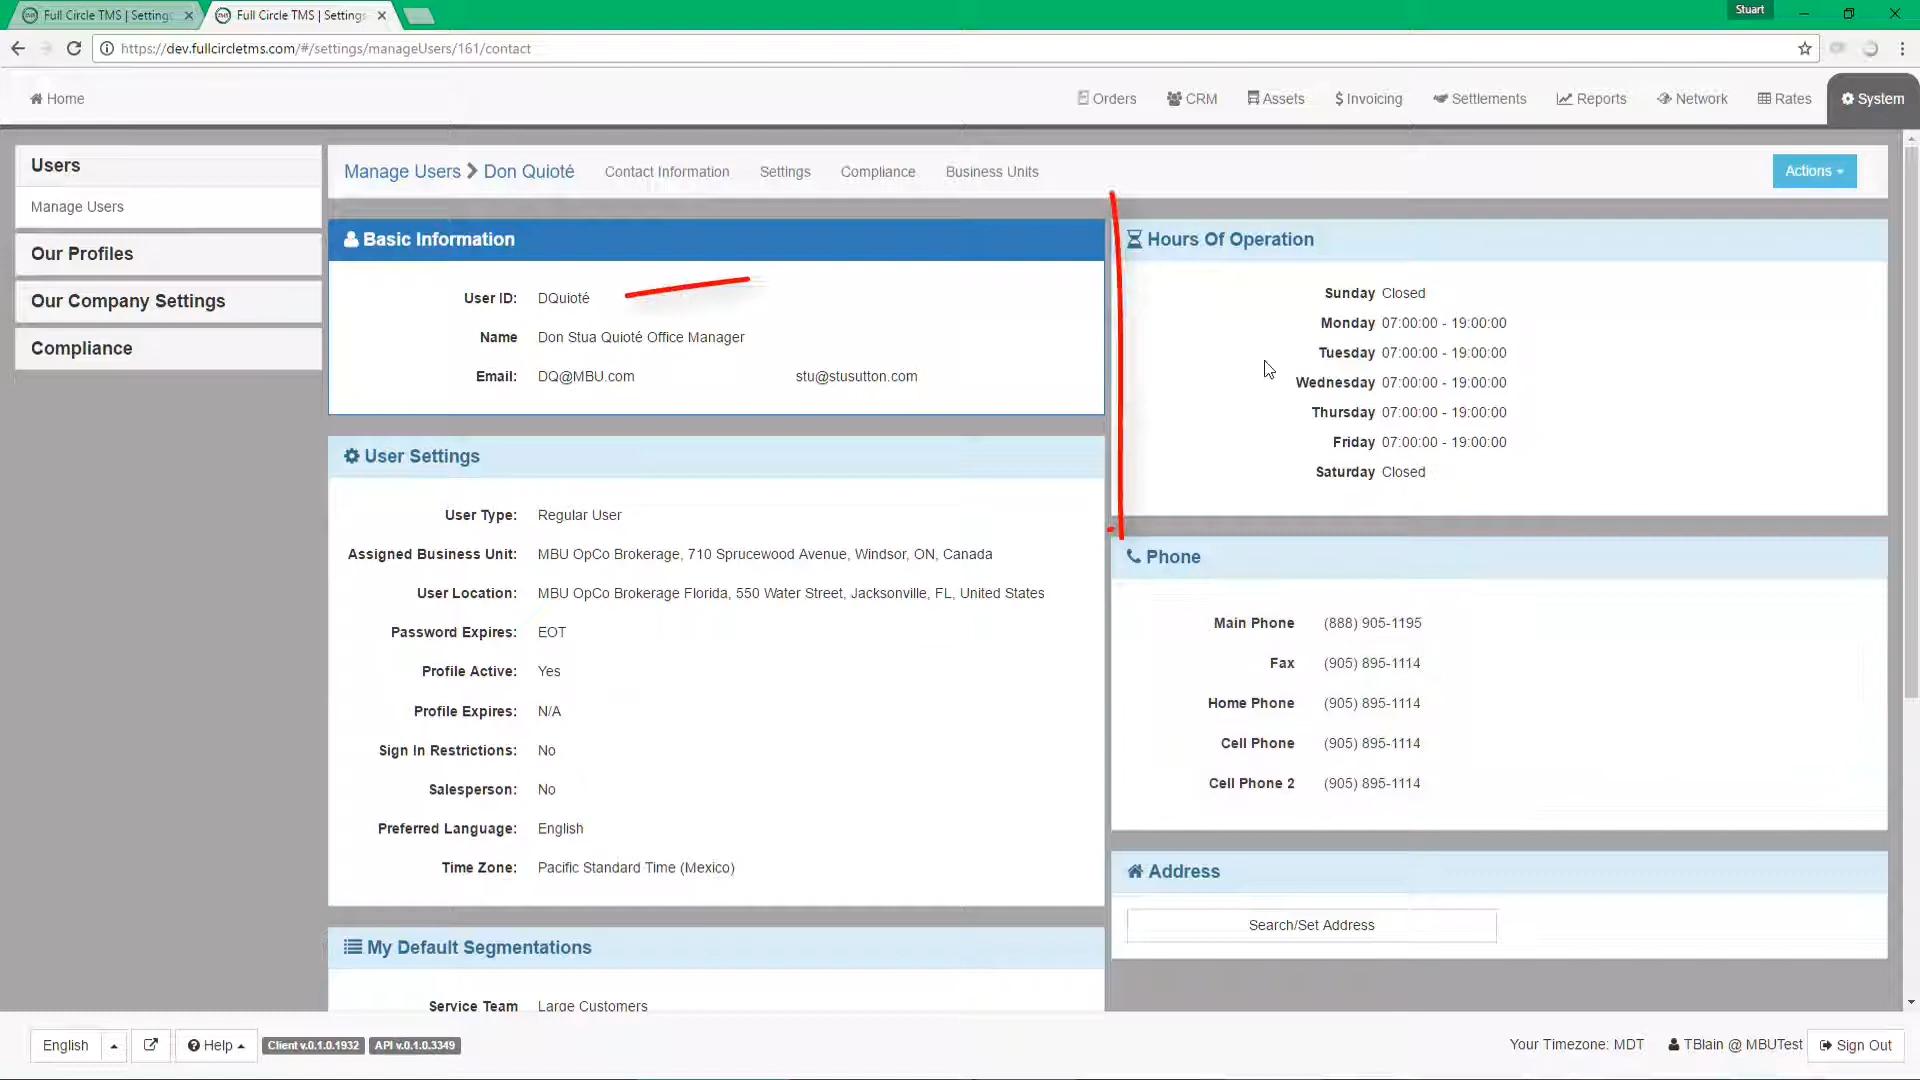 Full Circle TMS | Settings
Full Circle TMS | Settings
Stuart
https://dev.fullcircletms.com/#/settings/manageUsers/161/contact
Home
Orders
CRM
Assets
$ Invoicing
Settlements
Reports
Network
Rates
System
Users
Manage Users
Our Profiles
Our Company Settings
Compliance
Manage Users > Don Quioté
Contact Information
Settings
Compliance
Business Units
Actions
Basic Information
User ID: DQuioté
Name Don Stua Quioté Office Manager
Email: DQ@MBU.com stu@stusutton.com
User Settings
User Type: Regular User
Assigned Business Unit: MBU OpCo Brokerage, 710 Sprucewood Avenue, Windsor, ON, Canada
User Location: MBU OpCo Brokerage Florida, 550 Water Street, Jacksonville, FL, United States
Password Expires: EOT
Profile Active: Yes
Profile Expires: N/A
Sign In Restrictions: No
Salesperson: No
Preferred Language: English
Time Zone: Pacific Standard Time (Mexico)
My Default Segmentations
Service Team Large Customers
Hours Of Operation
Sunday Closed
Monday 07:00:00 - 19:00:00
Tuesday 07:00:00 - 19:00:00
Wednesday 07:00:00 - 19:00:00
Thursday 07:00:00 - 19:00:00
Friday 07:00:00 - 19:00:00
Saturday Closed
Phone
Main Phone (888) 905-1195
Fax (905) 895-1114
Home Phone (905) 895-1114
Cell Phone (905) 895-1114
Cell Phone 2 (905) 895-1114
Address
Search/Set Address
English
Help
Client v.0.1.0.1932
API v.0.1.0.3349
Your Timezone: MDT
TBlain @ MBUTest
Sign Out